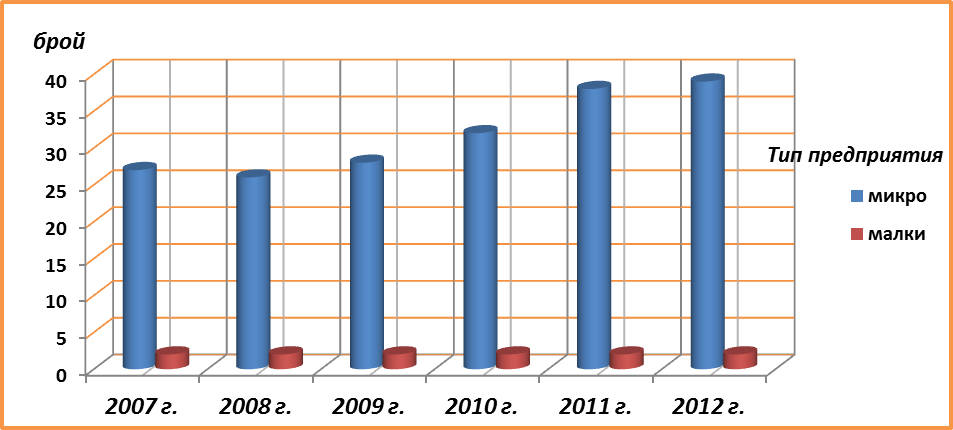 брой
40
35
30
25
20
15
10
5
0
2007 г. 2008 г. 2009 г. 2010 г. 2011 г. 2012 г.
Тип предприятия
микро
малки